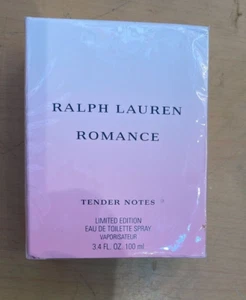 RALPH LAUREN
ROMANCE
TENDER NOTES
LIMITED EDITION
EAU DE TOILETTE SPRAY
VAPORISATEUR
3.4 FL. OZ. 100 ml